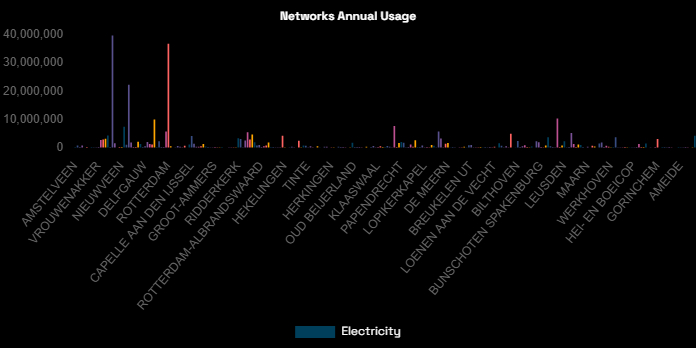 Networks Annual Usage
40,000,000
30,000,000
20,000,000
10,000,000
0
AMSTELVEEN
VROUWENAKKER
NIEUWVEEN
DELFGAUW
ROTTERDAM
CAPELLE AAN DEN IJSSEL
GROOT-AMMERS
RIDDERKERK
ROTTERDAM-ALBRANDSWAARD
HEKELINGEN
TINTE
HERKINGEN
OUD BEIJERLAND
KLAASWAAL
PAPENDRECHT
LOPIKERKAPEL
DE MEERN
BREUKELEN UT
LOENEN AAN DE VECHT
BILTHOVEN
BUNSCHOTEN SPAKENBURG
LEUSDEN
MAARN
WERKHOVEN
HEI- EN BOEICOP
GORINCHEM
AMEIDE
Electricity